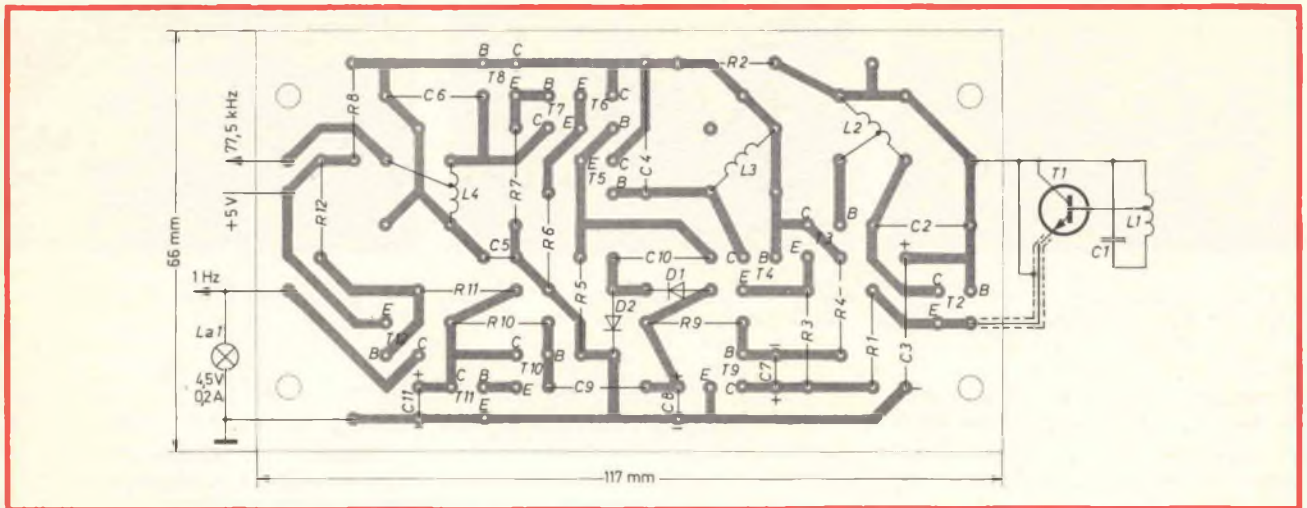 B C R2
T8
R8 C6 E B E C L2
T7 T6
77,5 kHz C E B L3 T1
E C C4
T5
R7 B
+5V R12 L4 L1
R6 C B C2 C1
66 mm T3 +
C5 C10 C B E
T4
1 Hz R11 R5 D1 E C B
T2
E D2 R4 E
La1 T12 R10 R9 R3 R1
B C C B B − C3
T10 T9 C7
4,5V + C B C9 + E C +
0,2A C11 T11 E C8
− E −
117 mm